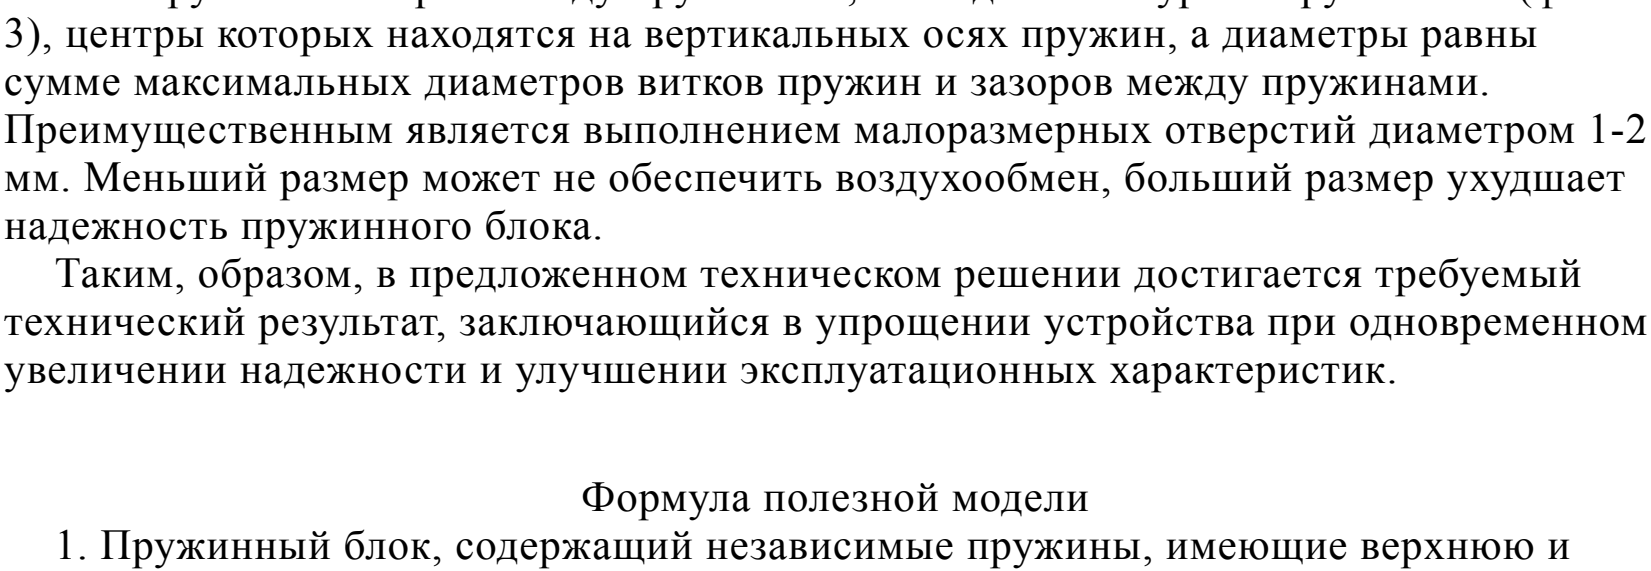 3), центры которых находятся на вертикальных осях пружин, а диаметры равны
сумме максимальных диаметров витков пружин и зазоров между пружинами.
Преимущественным является выполнением малоразмерных отверстий диаметром 1-2
мм. Меньший размер может не обеспечить воздухообмен, больший размер ухудшает
надежность пружинного блока.
Таким, образом, в предложенном техническом решении достигается требуемый
технический результат, заключающийся в упрощении устройства при одновременном
увеличении надежности и улучшении эксплуатационных характеристик.
Формула полезной модели
1. Пружинный блок, содержащий независимые пружины, имеющие верхнюю и